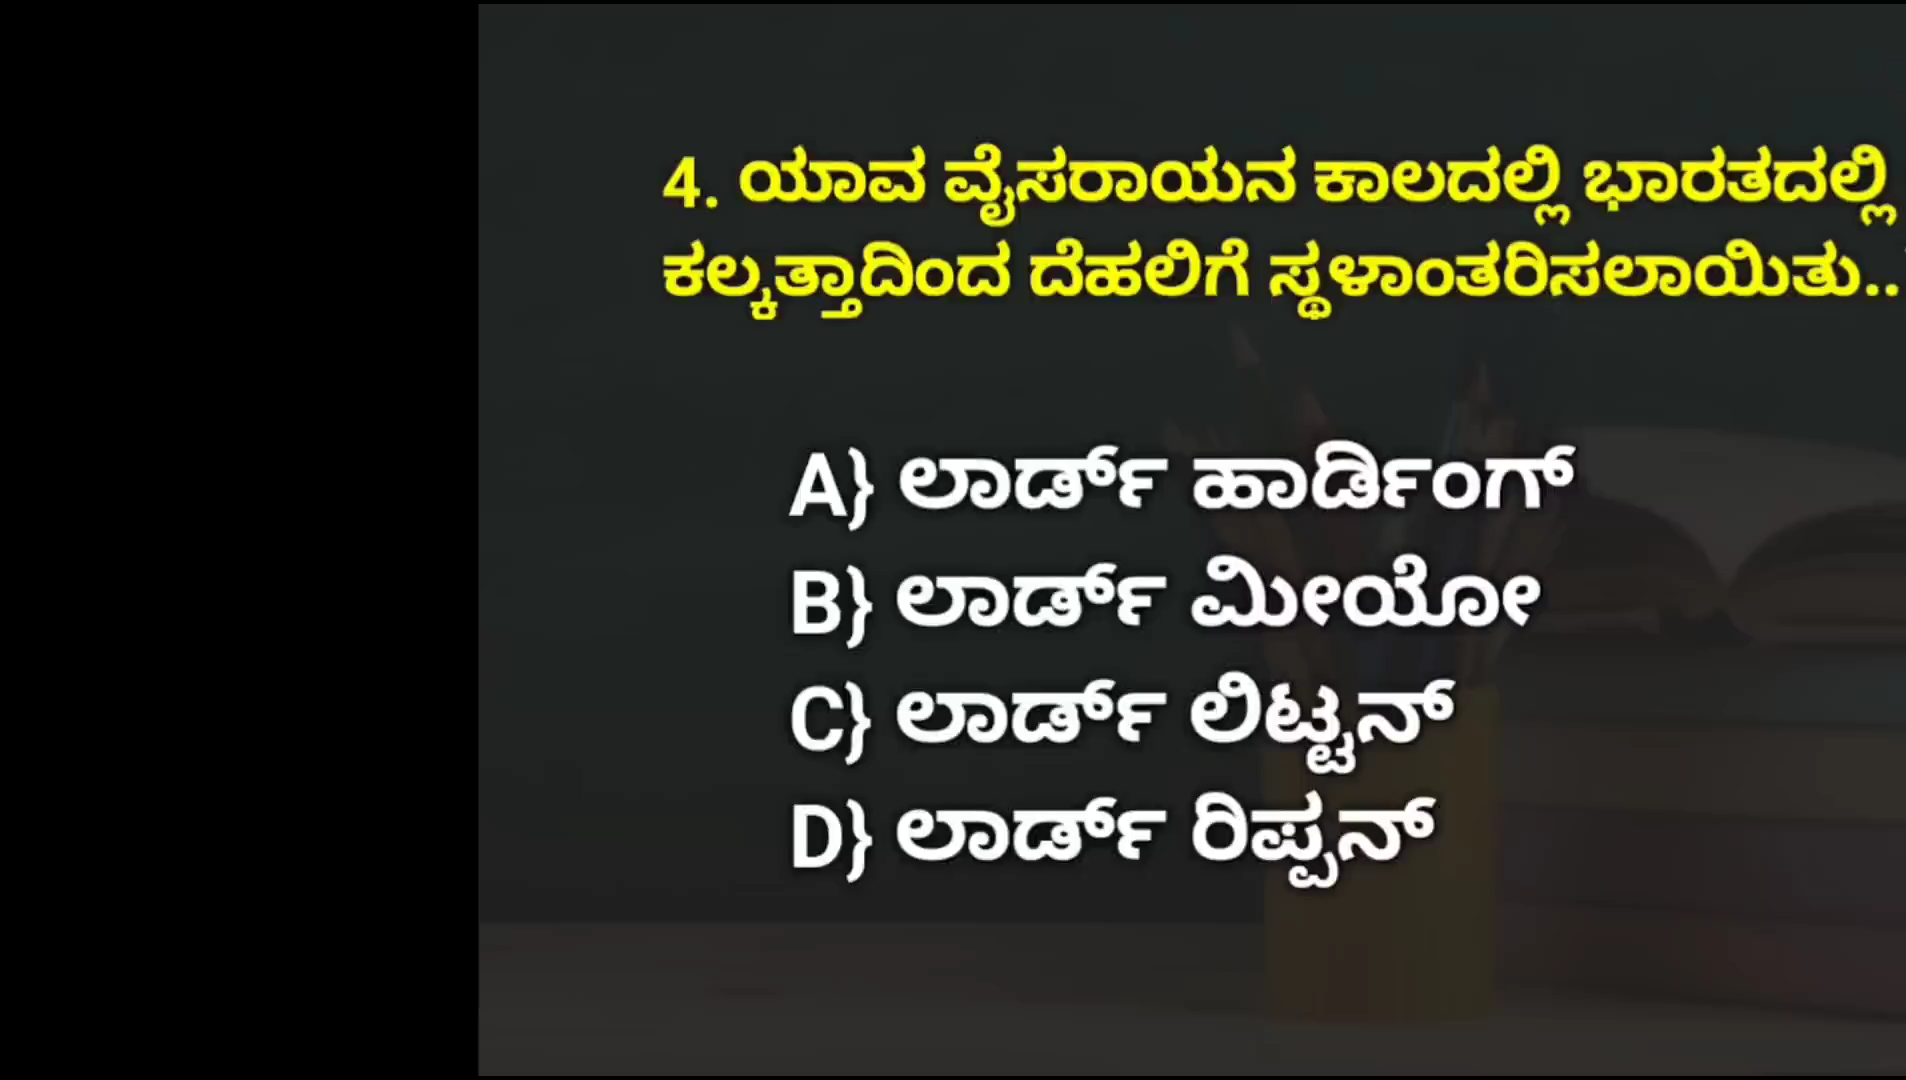 4. ಯಾವ ವೈಸರಾಯನ ಕಾಲದಲ್ಲಿ ಭಾರತದಲ್ಲಿ
ಕಲ್ಕತ್ತಾದಿಂದ ದೆಹಲಿಗೆ ಸ್ಥಳಾಂತರಿಸಲಾಯಿತು..
A} ಲಾರ್ಡ್ ಹಾರ್ಡಿಂಗ್
B} ಲಾರ್ಡ್ ಮೀಯೋ
C} ಲಾರ್ಡ್ ಲಿಟ್ಟನ್
D} ಲಾರ್ಡ್ ರಿಪ್ಪನ್